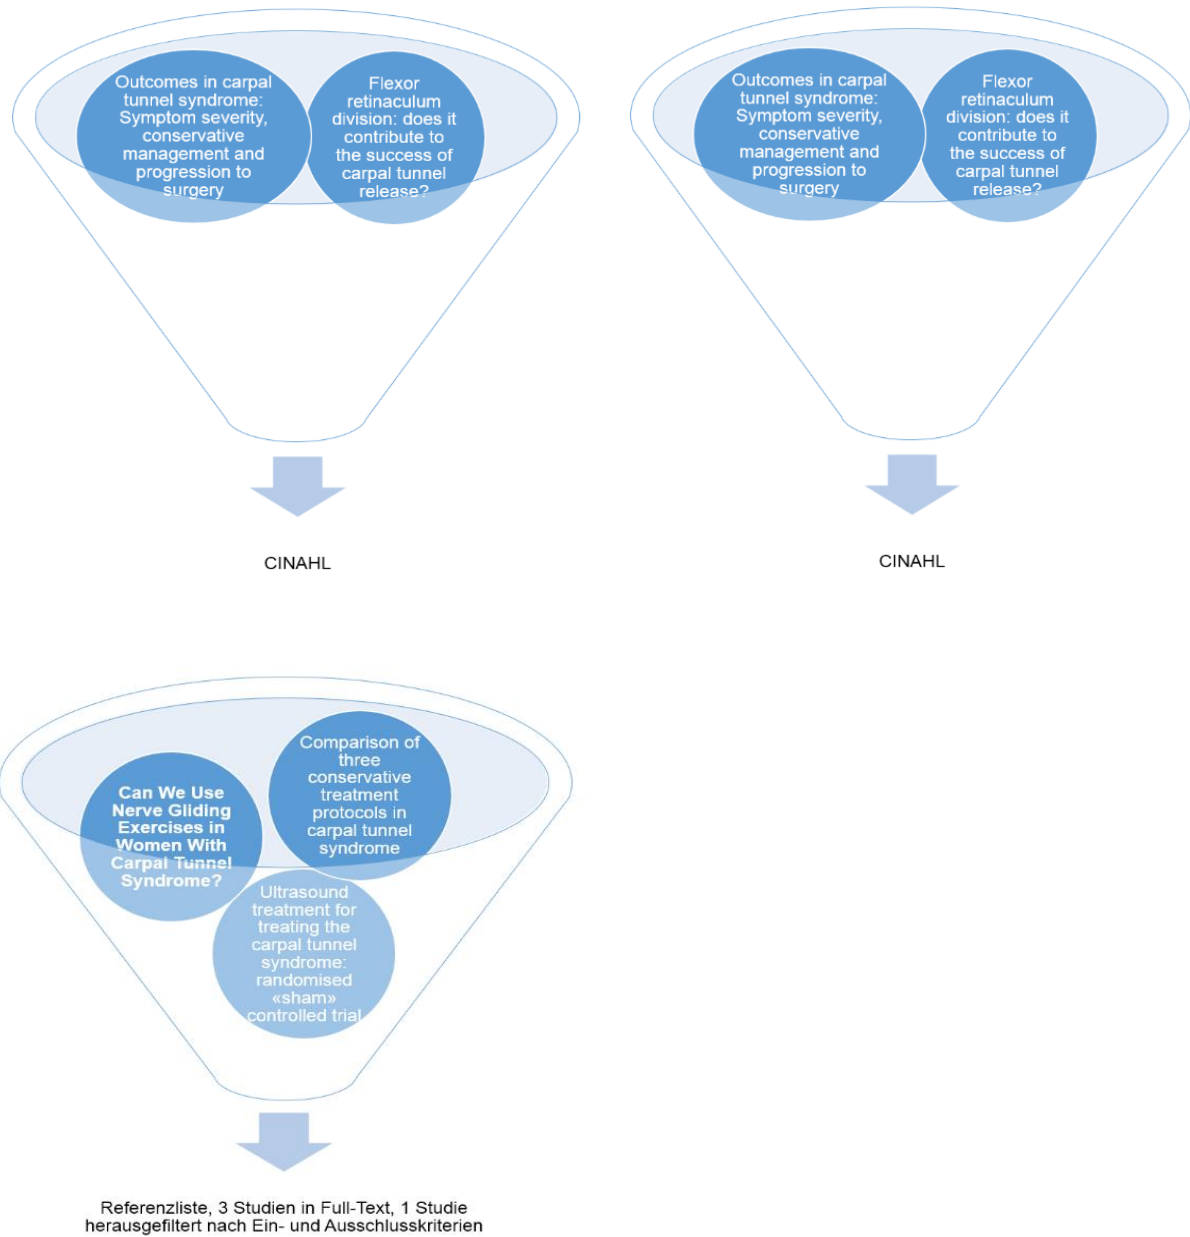 Outcomes in carpal
tunnel syndrome:
Symptom severity,
conservative
management and
progression to
surgery
Flexor
retinaculum
division: does it
contribute to
the success of
carpal tunnel
release?
CINAHL
Outcomes in carpal
tunnel syndrome:
Symptom severity,
conservative
management and
progression to
surgery
Flexor
retinaculum
division: does it
contribute to
the success of
carpal tunnel
release?
CINAHL
Can We Use
Nerve Gliding
Exercises in
Women With
Carpal Tunnel
Syndrome?
Comparison of
three
conservative
treatment
protocols in
carpal tunnel
syndrome
Ultrasound
treatment for
treating the
carpal tunnel
syndrome:
randomised
«sham»
controlled trial
Referenzliste, 3 Studien in Full-Text, 1 Studie
herausgefiltert nach Ein- und Ausschlusskriterien